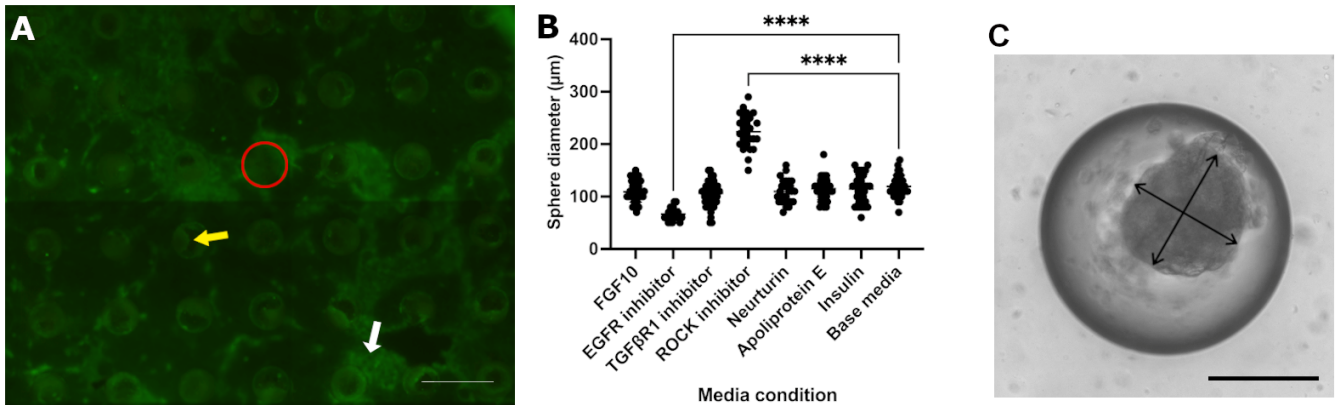 A
B
C
****
****
400
300
200
100
0
Sphere diameter (μm)
FGF10
EGFR inhibitor
TGFβR1 inhibitor
ROCK inhibitor
Neurturin
Apoliprotein E
Insulin
Base media
Media condition